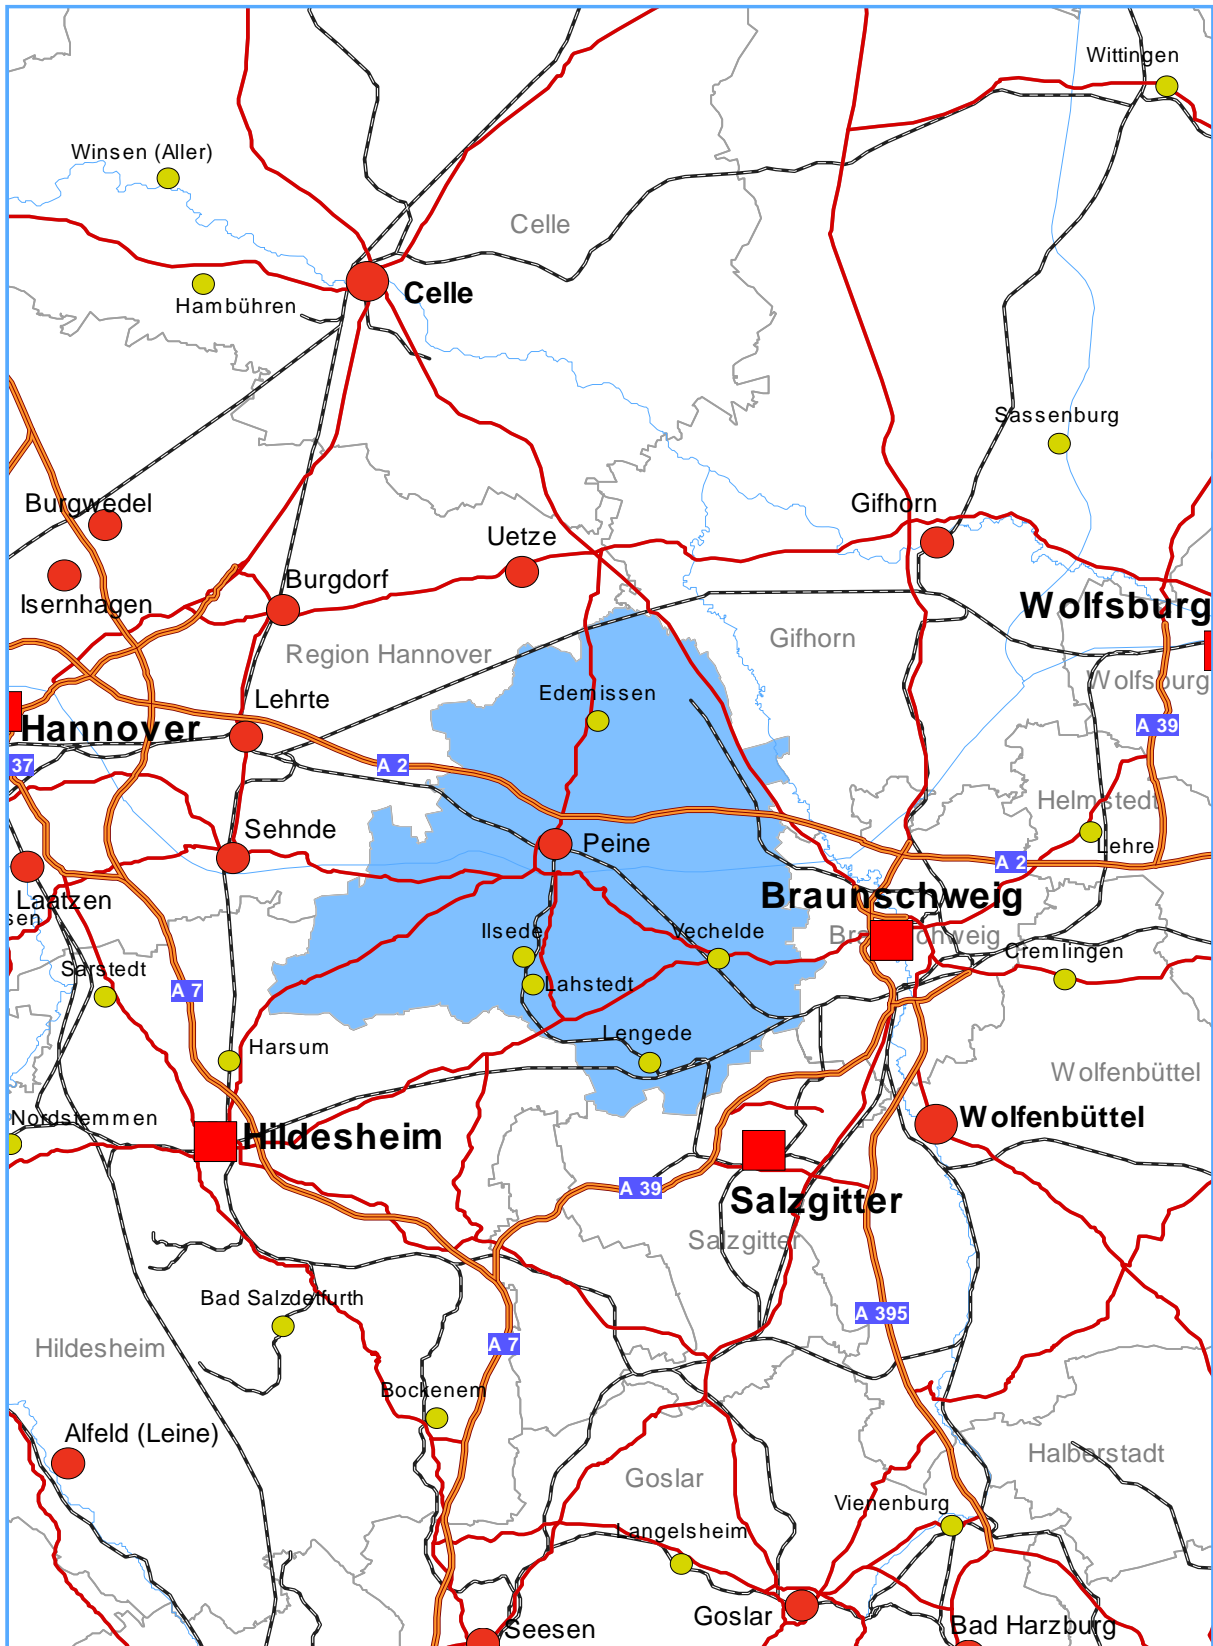 Wittingen
Winsen (Aller)
Celle
Hambühren
Celle
Sassenburg
Burgwedel
Gifhorn
Uetze
Isernhagen
Burgdorf
Wolfsburg
Gifhorn
Region Hannover
Wolfsburg
Edemissen
Lehrte
Hannover
A 39
37
A 2
Helmstedt
Sehnde
Peine
Lehre
A 2
Braunschweig
Laatzen
sen
Ilsede
Vechelde
Braunschweig
Cremlingen
Sarstedt
A 7
Lahstedt
Lengede
Harsum
Wolfenbüttel
Nordstemmen
Wolfenbüttel
Hildesheim
A 39
Salzgitter
Salzgitter
Bad Salzdetfurth
A 395
Hildesheim
A 7
Bockenem
Alfeld (Leine)
Halberstadt
Goslar
Vienenburg
Langelsheim
Goslar
Seesen
Bad Harzburg